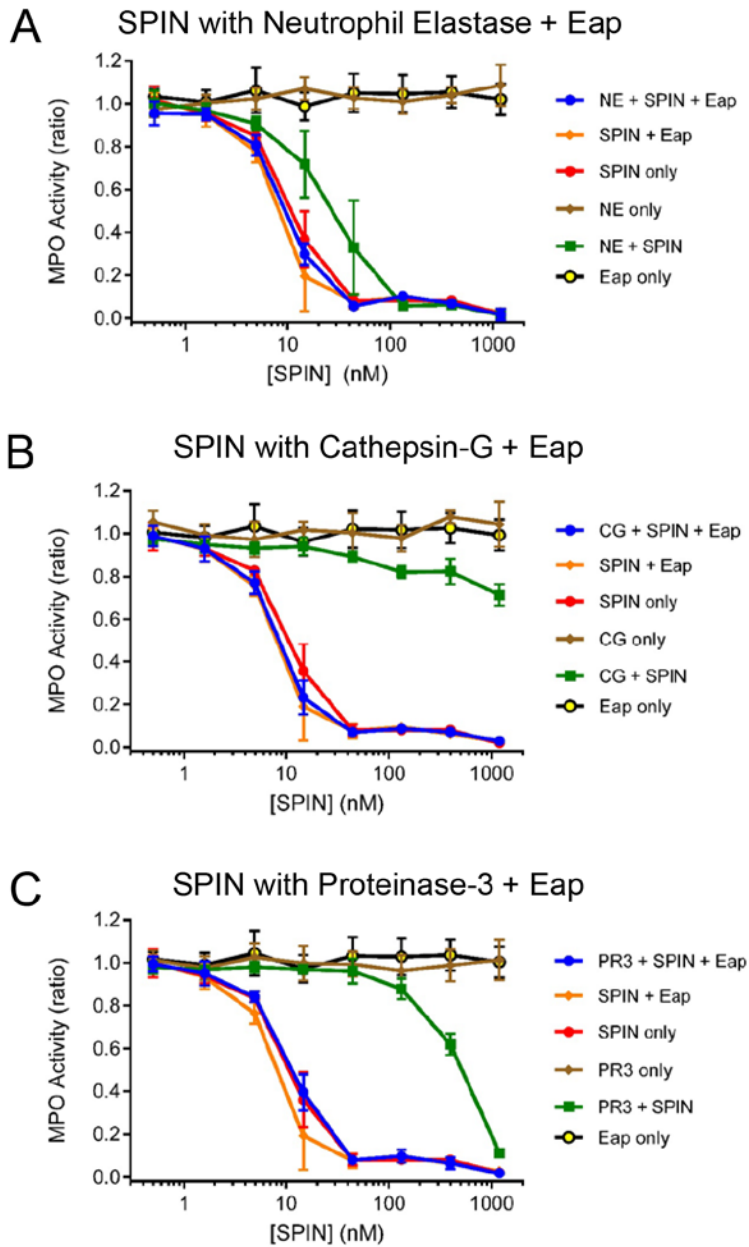 A
SPIN with Neutrophil Elastase + Eap
MPO Activity (ratio)
1.2
1.0
0.8
0.6
0.4
0.2
0.0
1
10
100
1000
[SPIN] (nM)
NE + SPIN + Eap
SPIN + Eap
SPIN only
NE only
NE + SPIN
Eap only
B
SPIN with Cathepsin-G + Eap
MPO Activity (ratio)
1.2
1.0
0.8
0.6
0.4
0.2
0.0
1
10
100
1000
[SPIN] (nM)
CG + SPIN + Eap
SPIN + Eap
SPIN only
CG only
CG + SPIN
Eap only
C
SPIN with Proteinase-3 + Eap
MPO Activity (ratio)
1.2
1.0
0.8
0.6
0.4
0.2
0.0
1
10
100
1000
[SPIN] (nM)
PR3 + SPIN + Eap
SPIN + Eap
SPIN only
PR3 only
PR3 + SPIN
Eap only